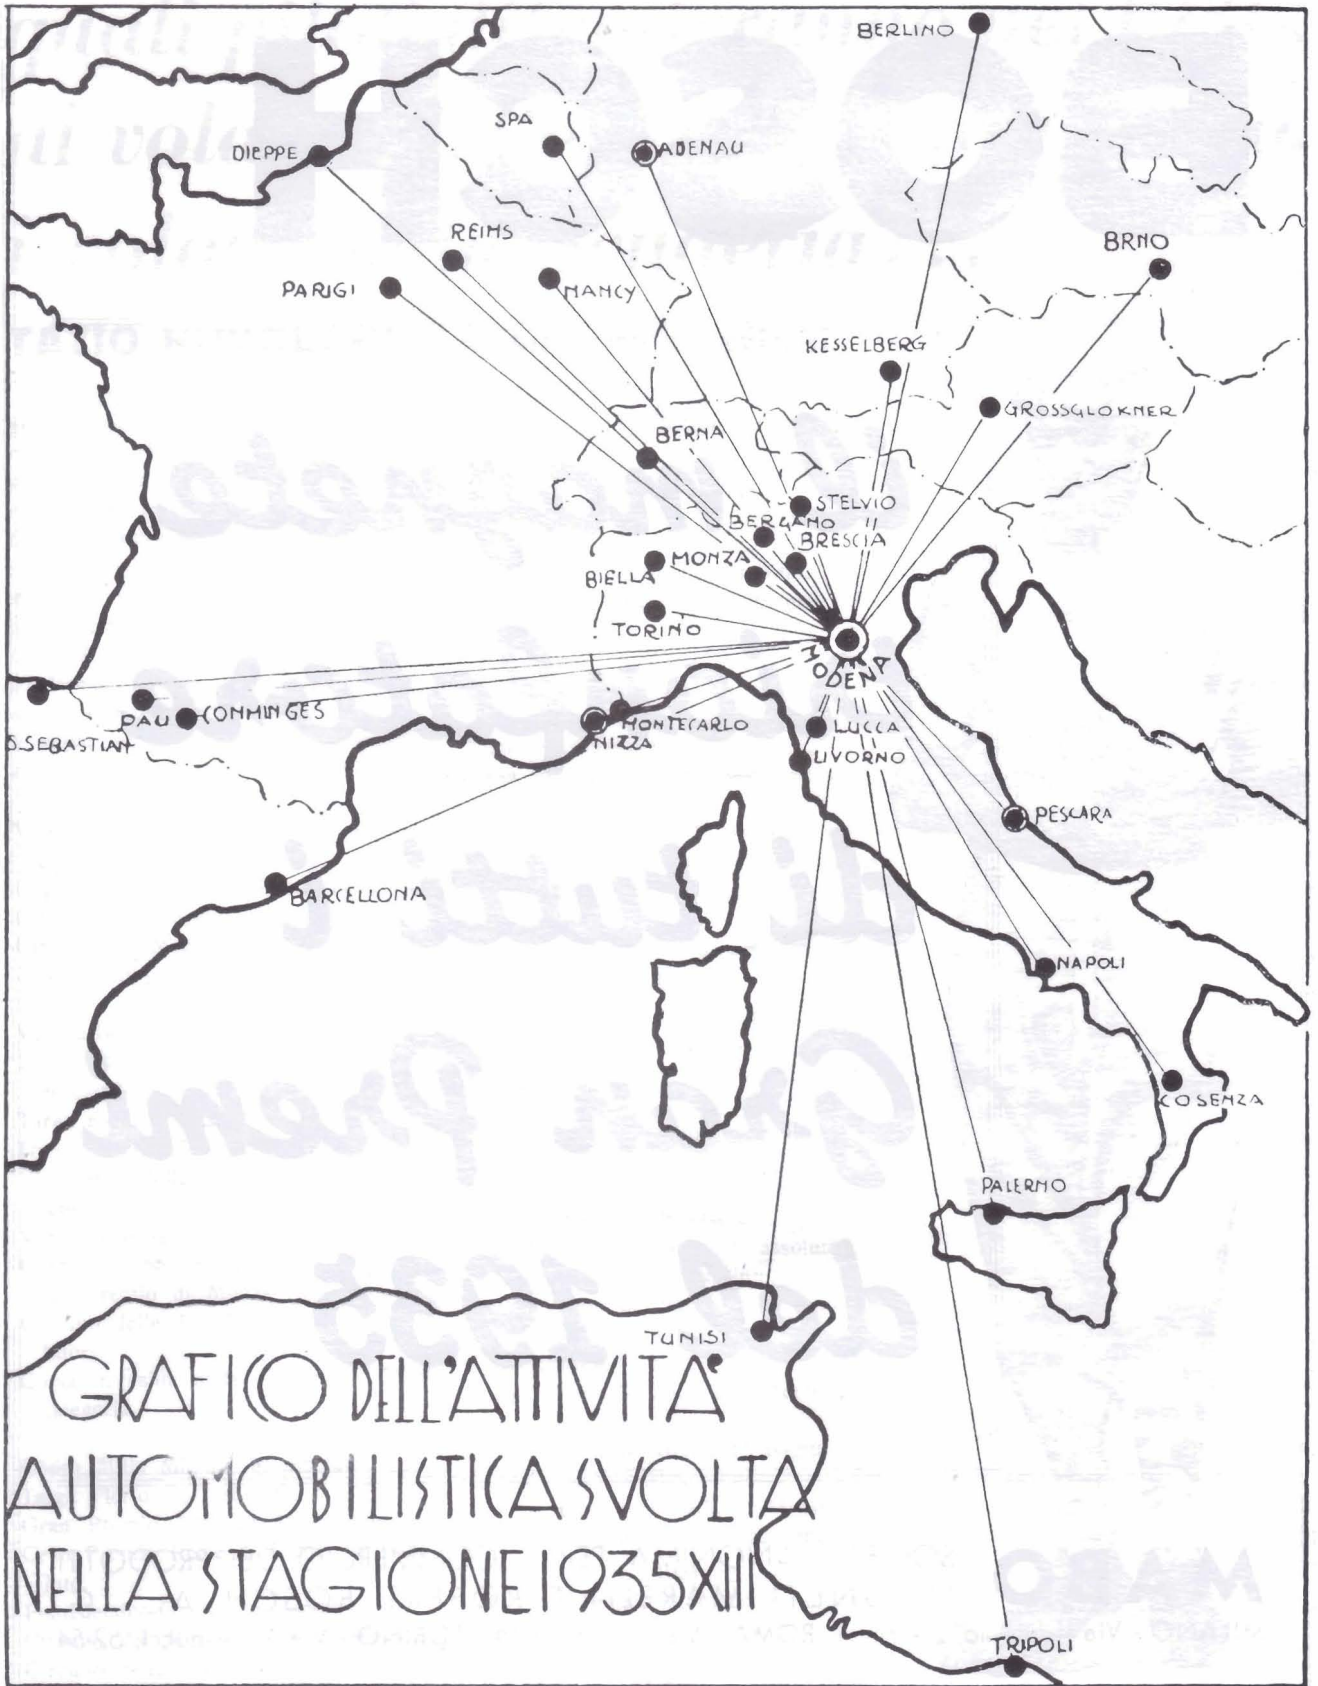 BERLINO
SPA
ADENAU
DIEPPE
REIMS
BRNO
PARIGI
NANCY
KESSELBERG
GROSSGLOKNER
BERNA
STELVIO
BERGAMO
BRESCIA
MONZA
BIELLA
TORINO
MODENA
PAU
CONMINGES
S.SEBASTIAN
MONTECARLO
NIZZA
LUCCA
LIVORNO
PESCARA
BARCELLONA
NAPOLI
COSENZA
PALERMO
TUNISI
GRAFICO DELL'ATTIVITA'
AUTOMOBILISTICA SVOLTA
NELLA STAGIONE 1935 XIII
TRIPOLI